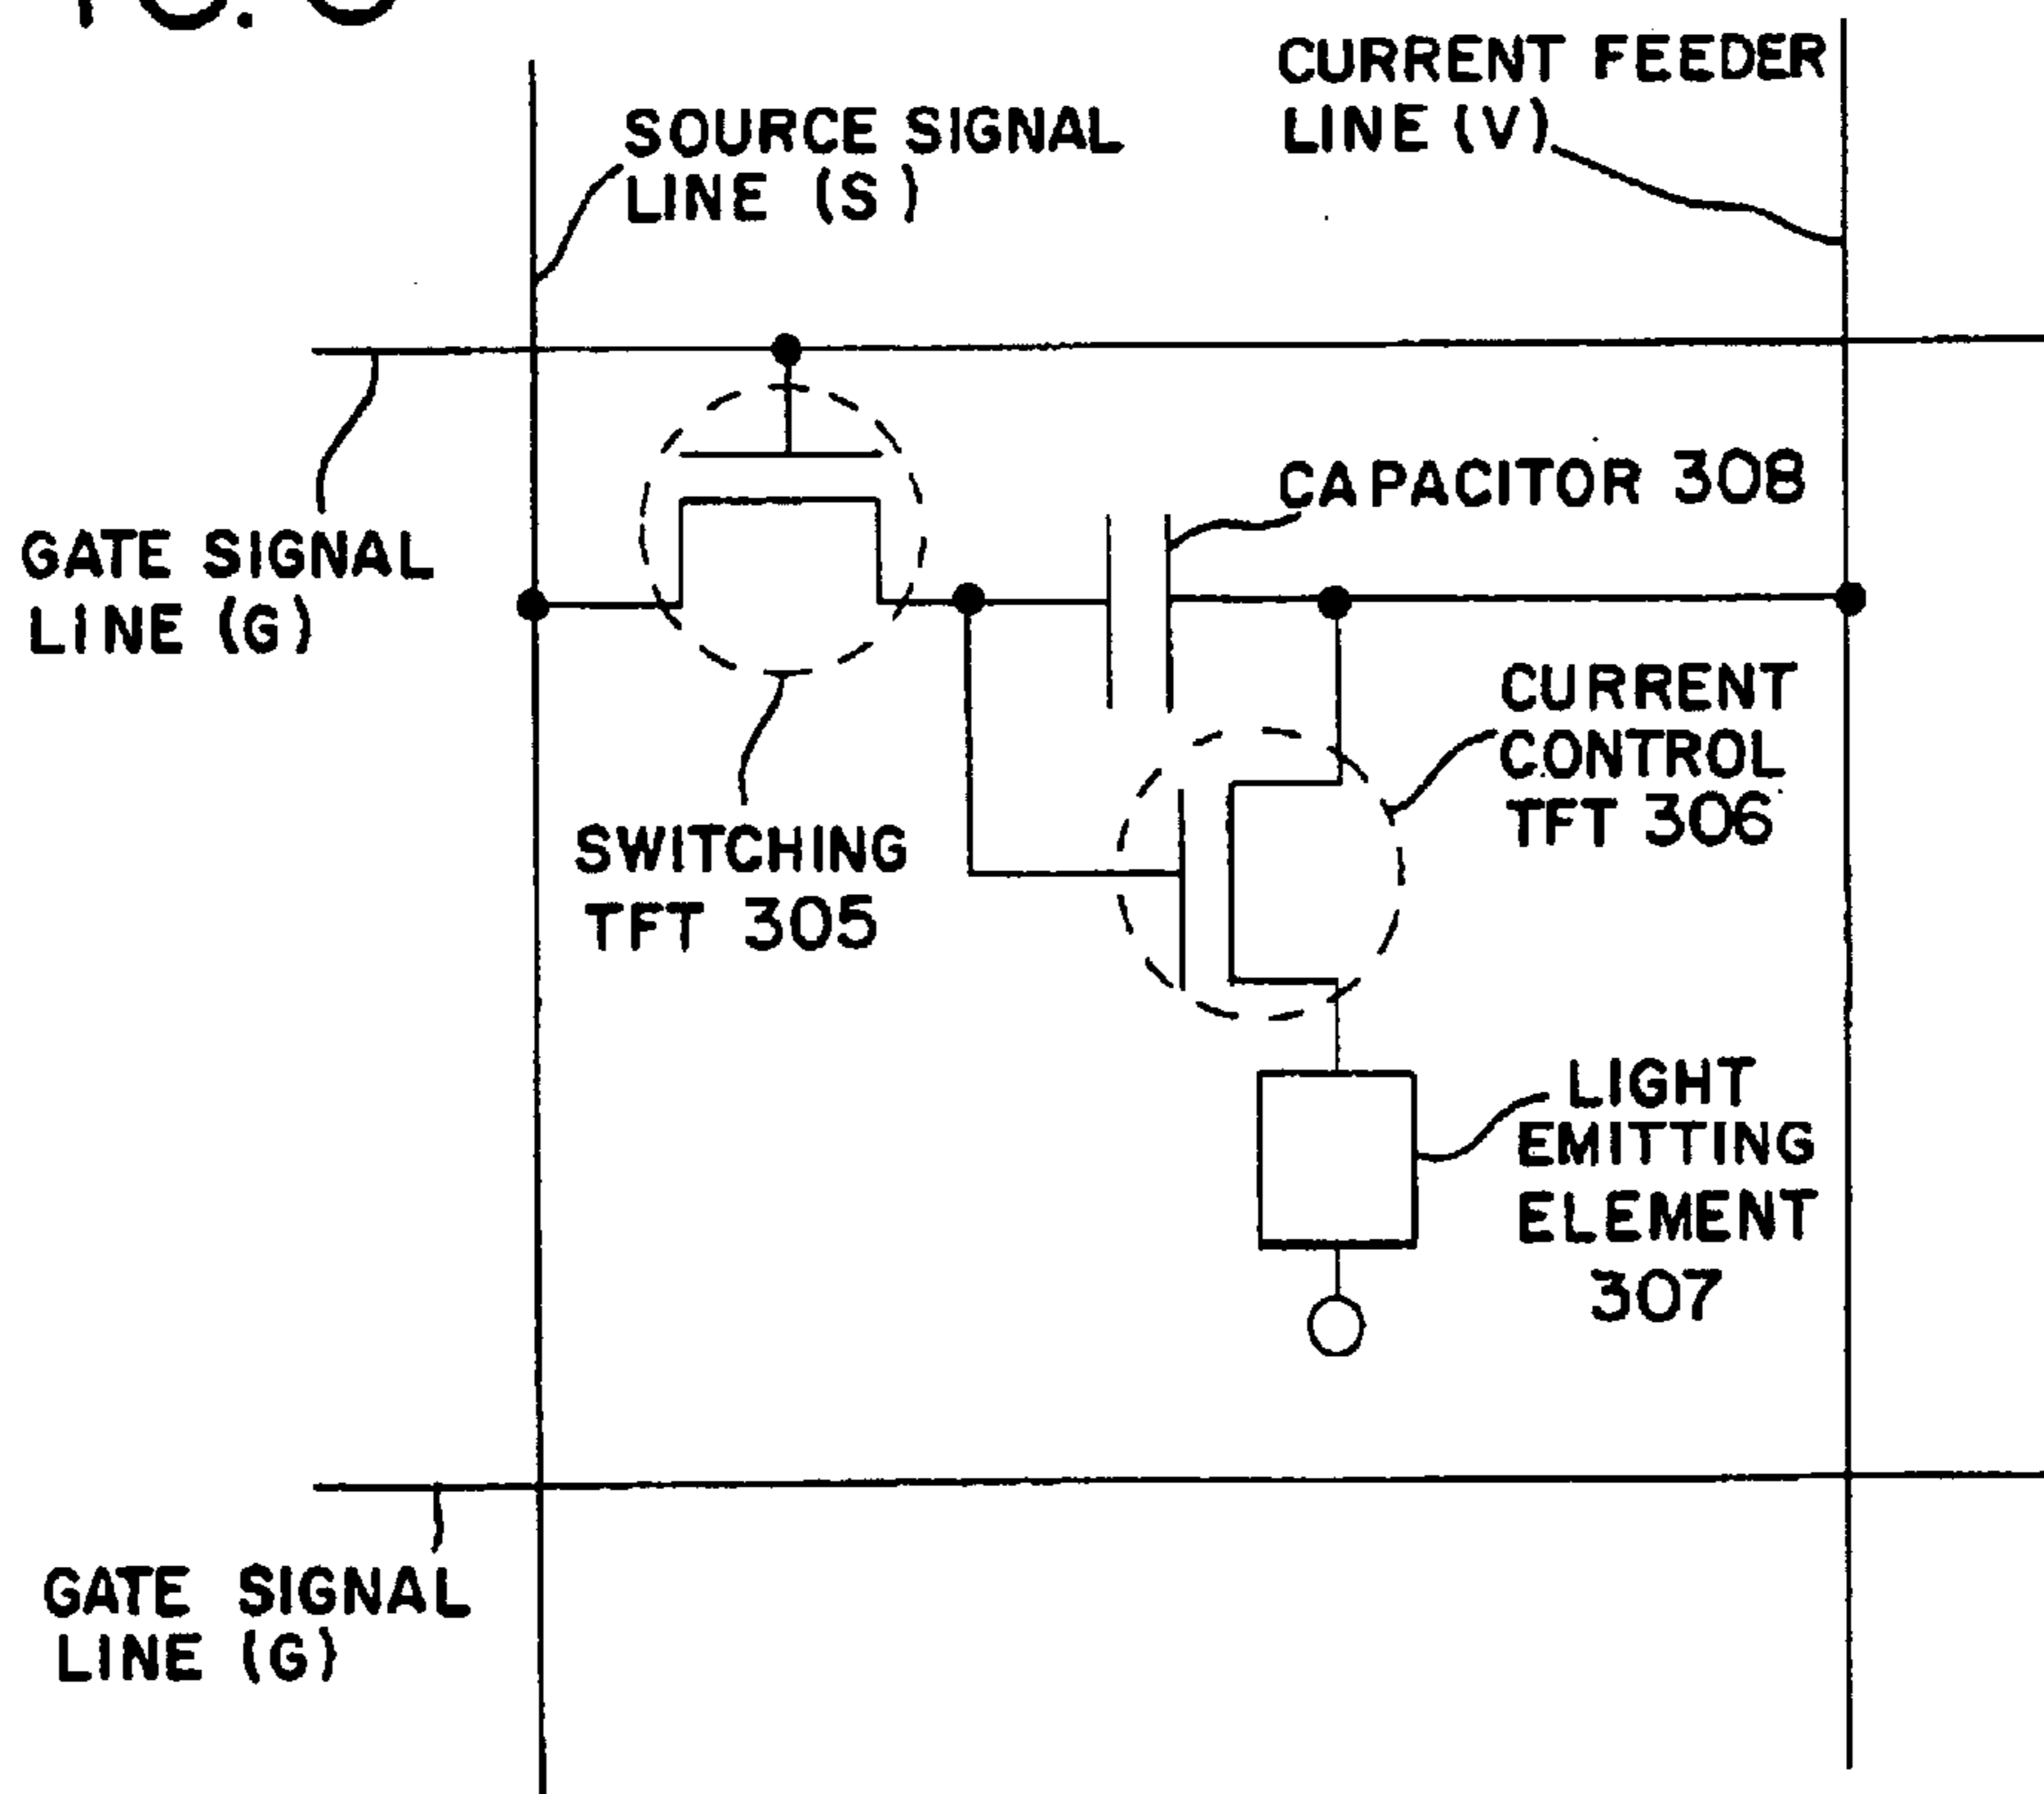 CURRENT FEEDER
LINE (V)
SOURCE SIGNAL
LINE (S)
CAPACITOR 308
GATE SIGNAL
LINE (G)
CURRENT
CONTROL
TFT 306
SWITCHING
TFT 305
LIGHT
EMITTING
ELEMENT
307
GATE SIGNAL
LINE (G)